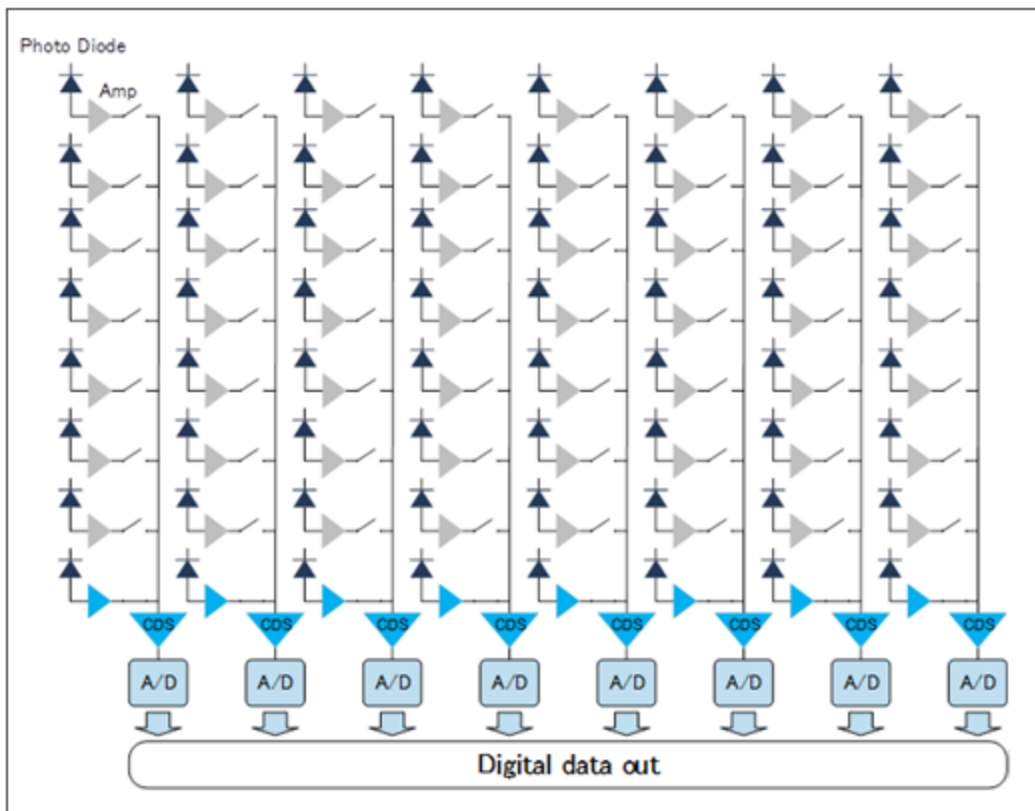 Photo Diode
Amp
CDS CDS CDS CDS CDS CDS CDS CDS
A/D A/D A/D A/D A/D A/D A/D A/D
Digital data out